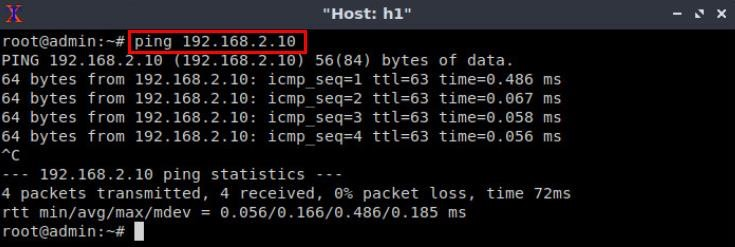 "Host: h1"
root@admin:~# ping 192.168.2.10
PING 192.168.2.10 (192.168.2.10) 56(84) bytes of data.
64 bytes from 192.168.2.10: icmp_seq=1 ttl=63 time=0.486 ms
64 bytes from 192.168.2.10: icmp_seq=2 ttl=63 time=0.067 ms
64 bytes from 192.168.2.10: icmp_seq=3 ttl=63 time=0.058 ms
64 bytes from 192.168.2.10: icmp_seq=4 ttl=63 time=0.056 ms
^C
--- 192.168.2.10 ping statistics ---
4 packets transmitted, 4 received, 0% packet loss, time 72ms
rtt min/avg/max/mdev = 0.056/0.166/0.486/0.185 ms
root@admin:~#